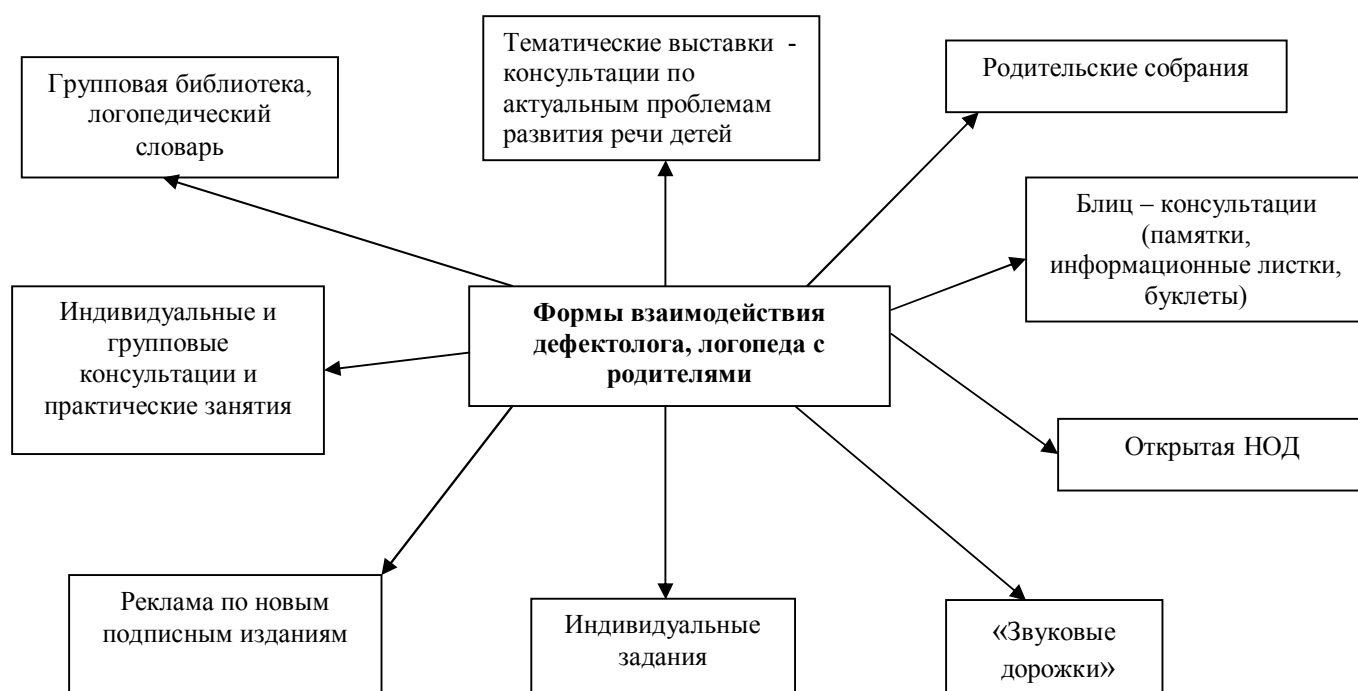 Тематические выставки -
консультации по
актуальным проблемам
развития речи детей
Родительские собрания
Групповая библиотека,
логопедический
словарь
Блиц – консультации
(памятки,
информационные листки,
буклеты)
Индивидуальные и
групповые
консультации и
практические занятия
Формы взаимодействия
дефектолога, логопеда с
родителями
Открытая НОД
Реклама по новым
подписным изданиям
Индивидуальные
задания
«Звуковые
дорожки»